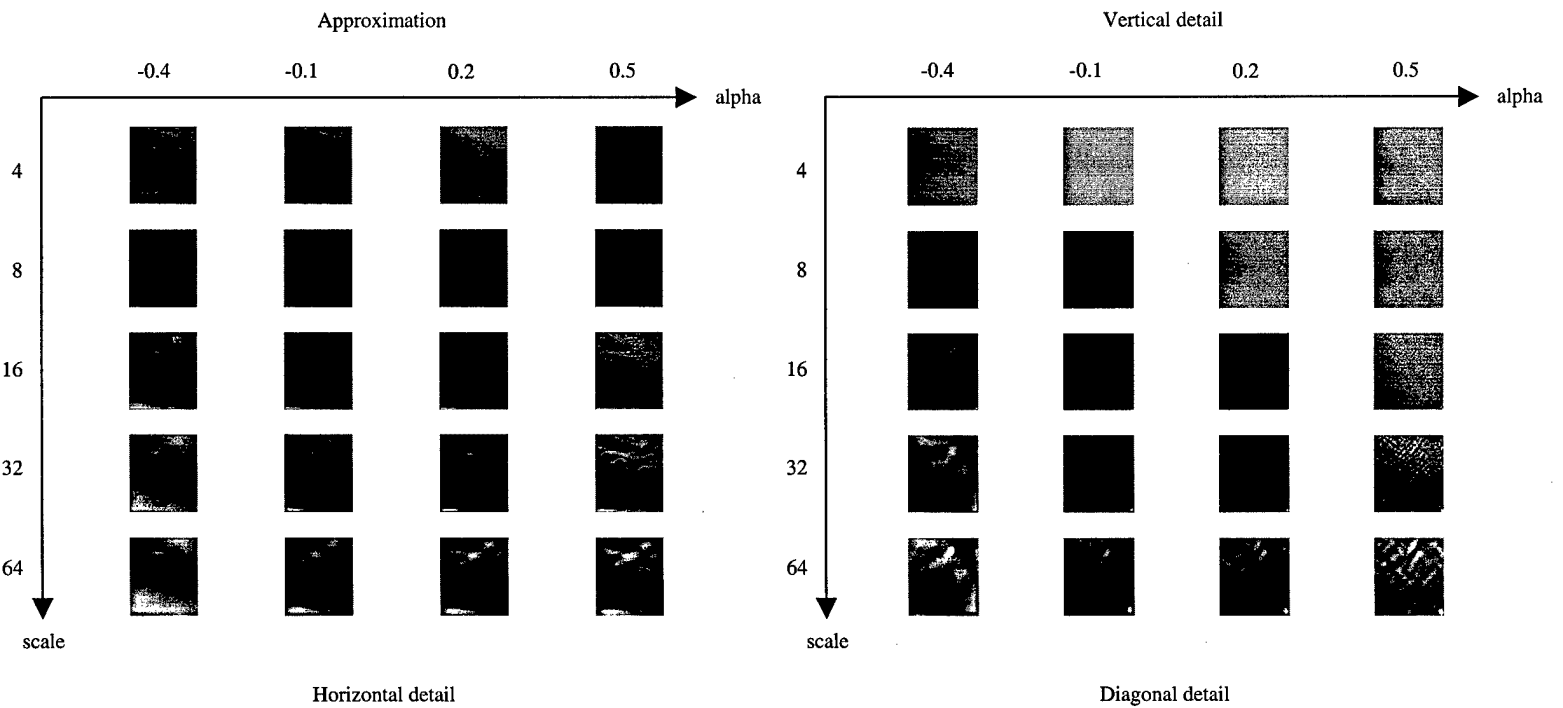 Approximation
-0.4 -0.1 0.2 0.5
alpha
4
8
16
32
64
scale
Horizontal detail
Vertical detail
-0.4 -0.1 0.2 0.5
alpha
4
8
16
32
64
scale
Diagonal detail